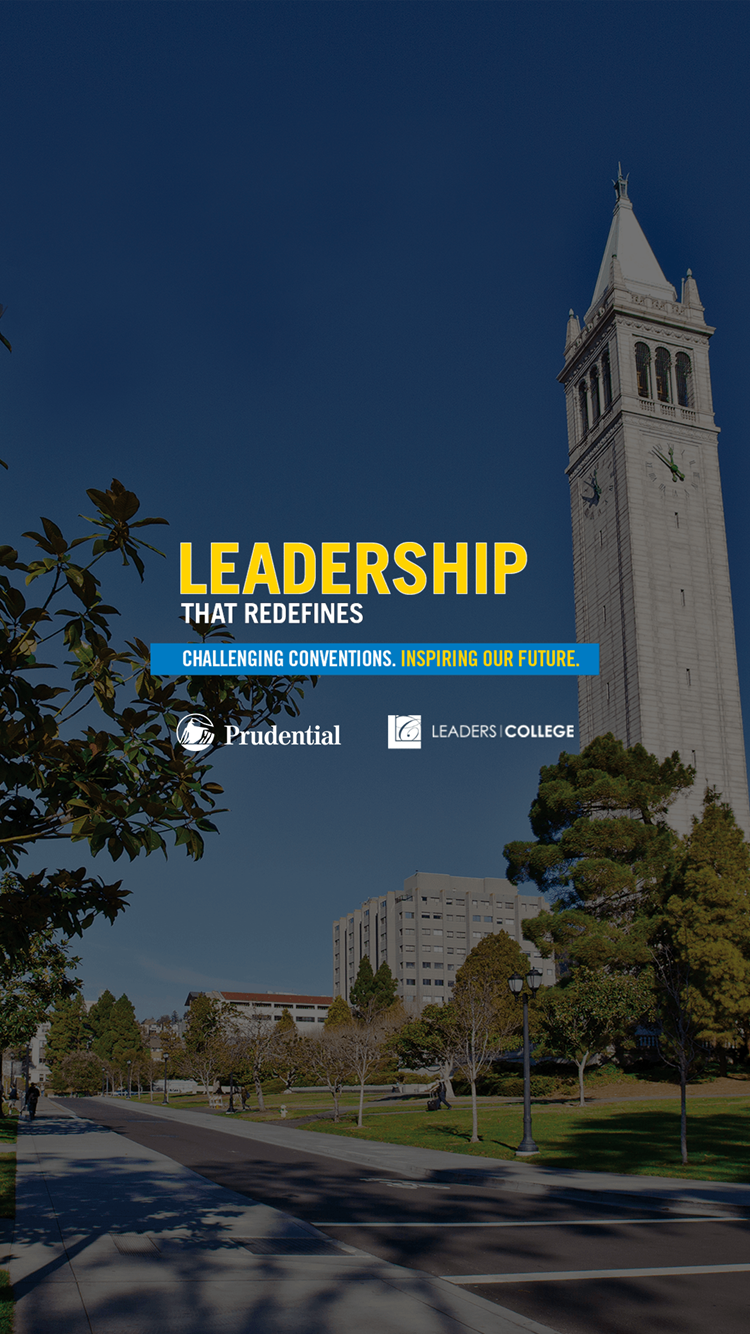 LEADERSHIP
THAT REDEFINES
CHALLENGING CONVENTIONS. INSPIRING OUR FUTURE.
Prudential
LEADERS|COLLEGE